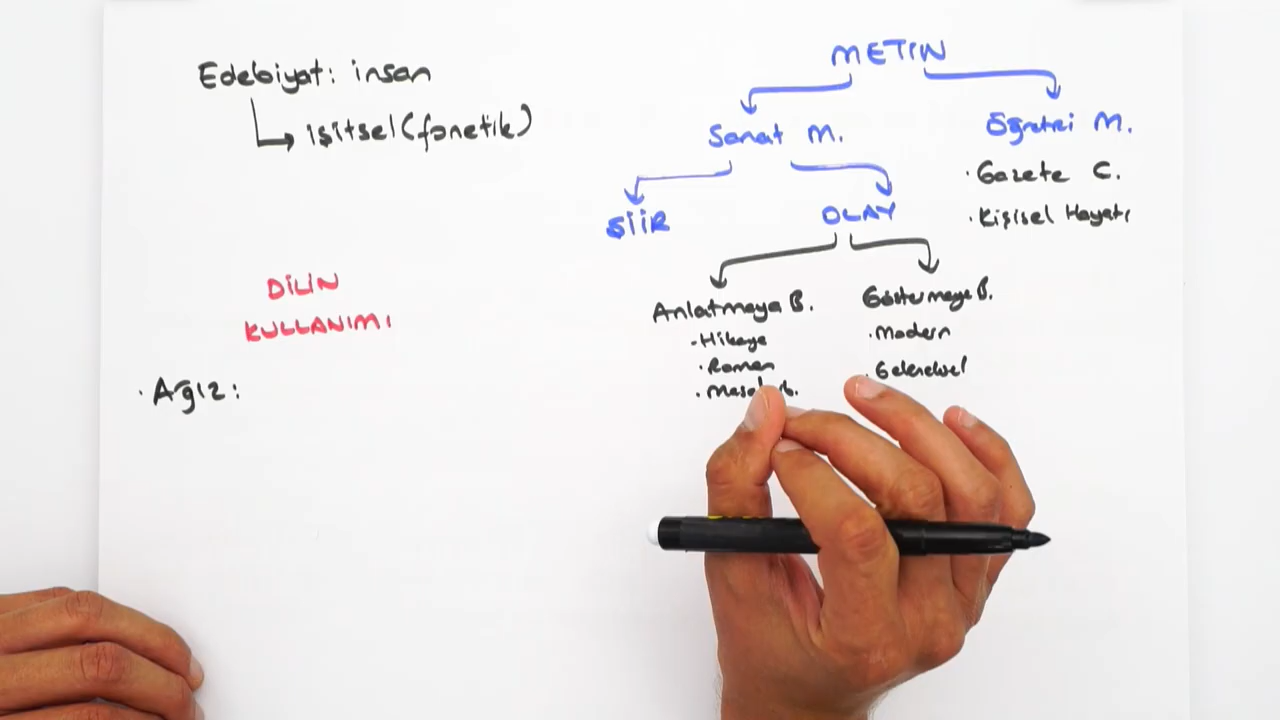 Edebiyat: insan
işitsel (fonetik)
DİLİN
KULLANIMI
· Ağız:
METİN
Sanat M.
Öğretici M.
· Gazete C.
· Kişisel Hayatı
ŞİİR
OLAY
Anlatmaya B.
· Hikaye
· Roman
Göstermeye B.
· Modern
· Geleneksel